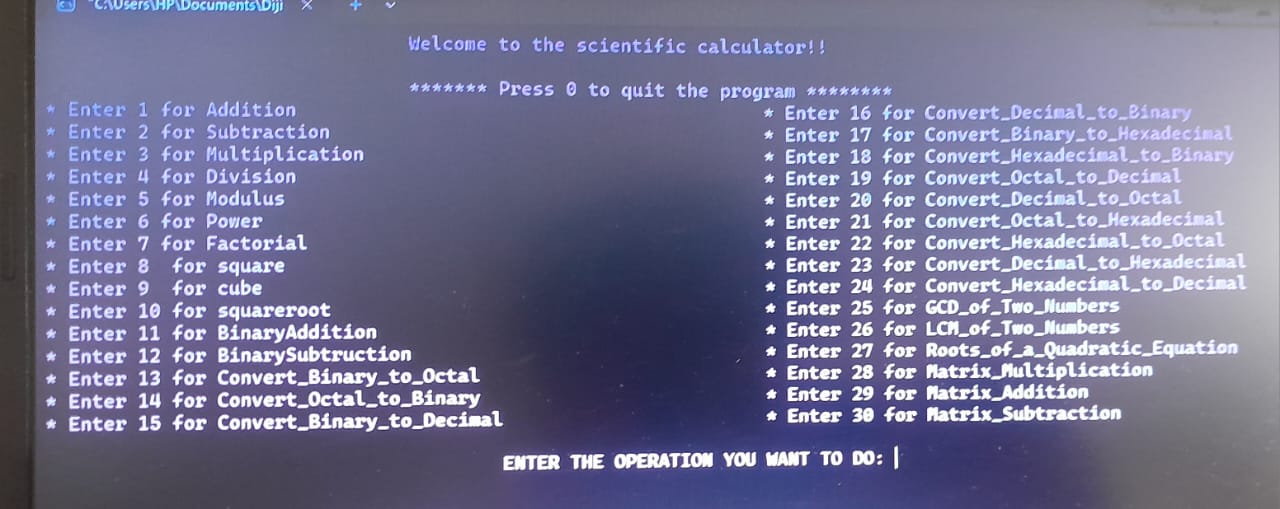 "C:\Users\HP\Documents\Diji
Welcome to the scientific calculator!!
******* Press 0 to quit the program ********
* Enter 1 for Addition
* Enter 2 for Subtraction
* Enter 3 for Multiplication
* Enter 4 for Division
* Enter 5 for Modulus
* Enter 6 for Power
* Enter 7 for Factorial
* Enter 8  for square
* Enter 9  for cube
* Enter 10 for squareroot
* Enter 11 for BinaryAddition
* Enter 12 for BinarySubtruction
* Enter 13 for Convert_Binary_to_Octal
* Enter 14 for Convert_Octal_to_Binary
* Enter 15 for Convert_Binary_to_Decimal
* Enter 16 for Convert_Decimal_to_Binary
* Enter 17 for Convert_Binary_to_Hexadecimal
* Enter 18 for Convert_Hexadecimal_to_Binary
* Enter 19 for Convert_Octal_to_Decimal
* Enter 20 for Convert_Decimal_to_Octal
* Enter 21 for Convert_Octal_to_Hexadecimal
* Enter 22 for Convert_Hexadecimal_to_Octal
* Enter 23 for Convert_Decimal_to_Hexadecimal
* Enter 24 for Convert_Hexadecimal_to_Decimal
* Enter 25 for GCD_of_Two_Numbers
* Enter 26 for LCM_of_Two_Numbers
* Enter 27 for Roots_of_a_Quadratic_Equation
* Enter 28 for Matrix_Multiplication
* Enter 29 for Matrix_Addition
* Enter 30 for Matrix_Subtraction
ENTER THE OPERATION YOU WANT TO DO: